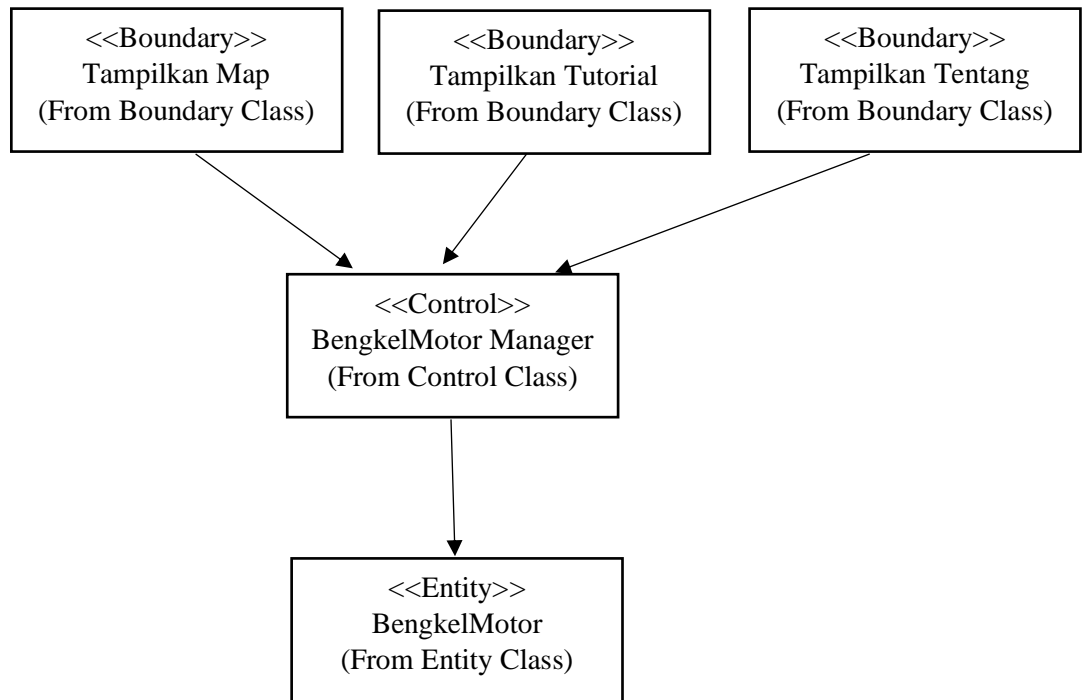 <<Boundary>>
Tampilkan Map
(From Boundary Class)
<<Boundary>>
Tampilkan Tutorial
(From Boundary Class)
<<Boundary>>
Tampilkan Tentang
(From Boundary Class)
<<Control>>
BengkelMotor Manager
(From Control Class)
<<Entity>>
BengkelMotor
(From Entity Class)